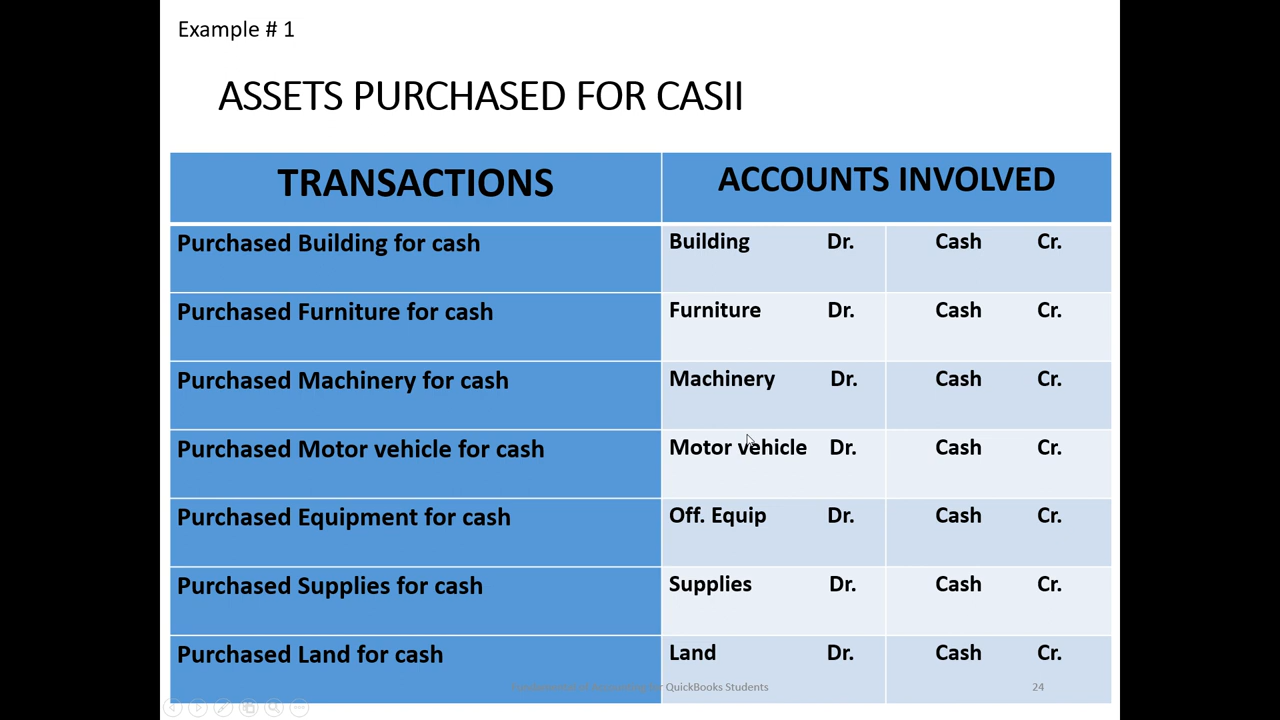 Example # 1
ASSETS PURCHASED FOR CASII
TRANSACTIONS ACCOUNTS INVOLVED
Purchased Building for cash Building Dr. Cash Cr.
Purchased Furniture for cash Furniture Dr. Cash Cr.
Purchased Machinery for cash Machinery Dr. Cash Cr.
Purchased Motor vehicle for cash Motor vehicle Dr. Cash Cr.
Purchased Equipment for cash Off. Equip Dr. Cash Cr.
Purchased Supplies for cash Supplies Dr. Cash Cr.
Purchased Land for cash Land Dr. Cash Cr.
QuickBooks Students 24